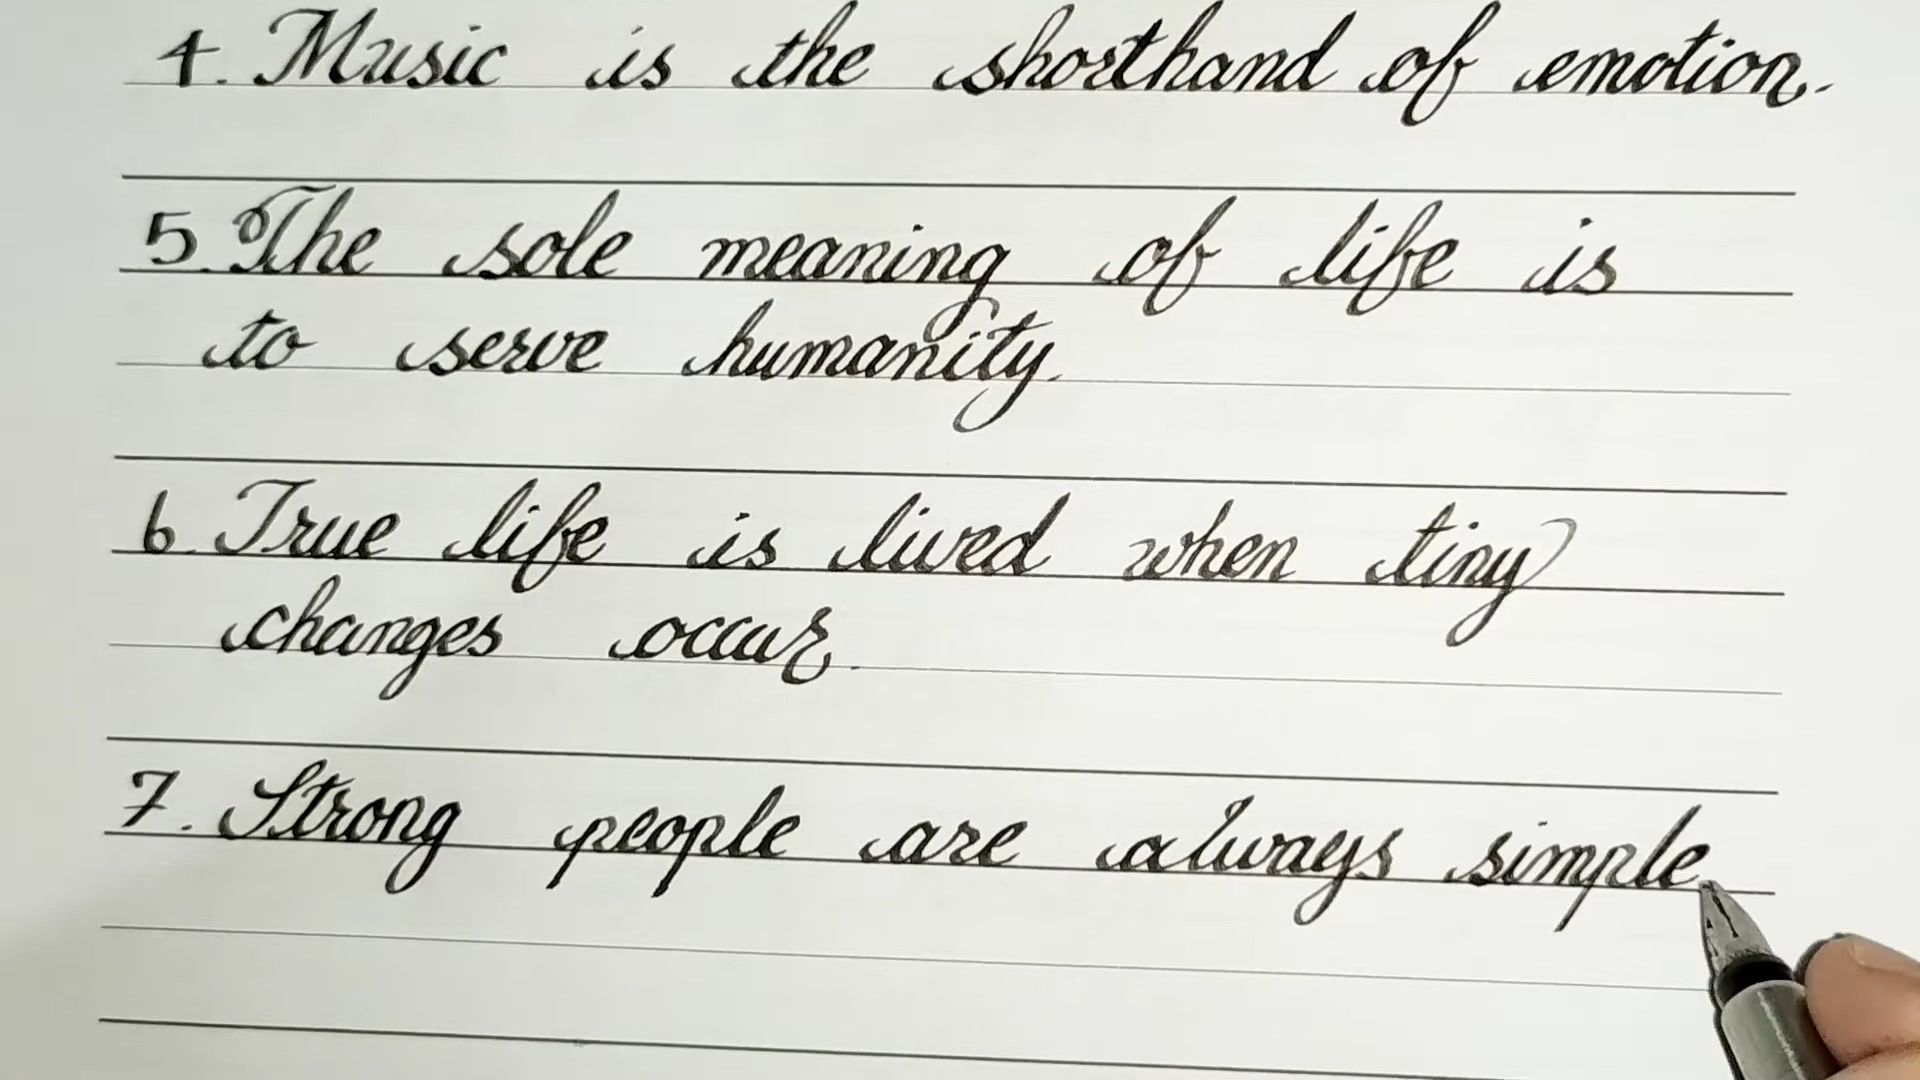 4. Music is the shorthand of emotion.
5. The sole meaning of life is
to serve humanity.
6. True life is lived when tiny
changes occur.
7. Strong people are always simple